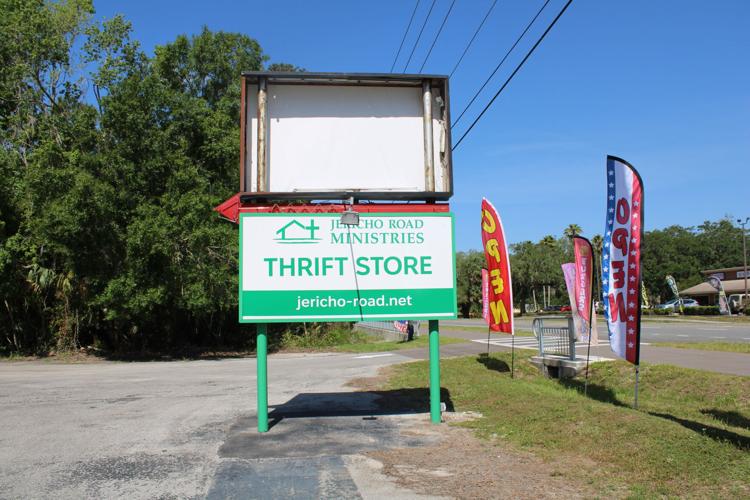 JERICHO ROAD
MINISTRIES
THRIFT STORE
jericho-road.net
OPEN
OPEN